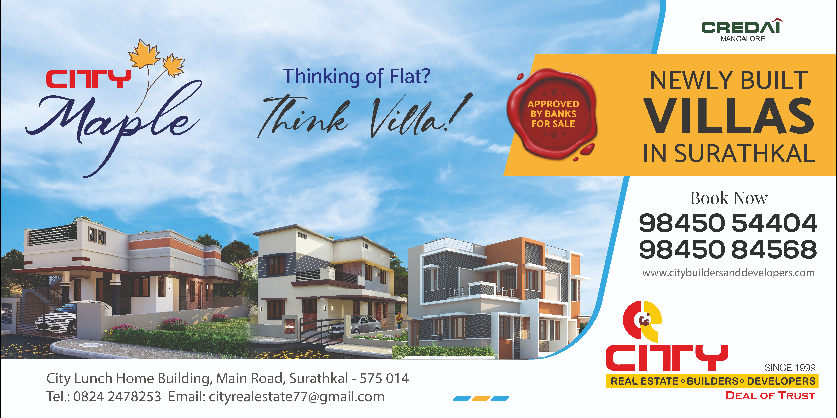 CREDAI
MANGALORE
CITY
Maple
Thinking of Flat?
Think Villa!
APPROVED
BY BANKS
FOR SALE
NEWLY BUILT
VILLAS
IN SURATHKAL
Book Now
98450 54404
98450 84568
www.citybuildersanddevelopers.com
CITY
SINCE 1999
REAL ESTATE BUILDERS DEVELOPERS
DEAL OF TRUST
City Lunch Home Building, Main Road, Surathkal - 575 014
Tel.: 0824 2478253 Email: cityrealestate77@gmail.com